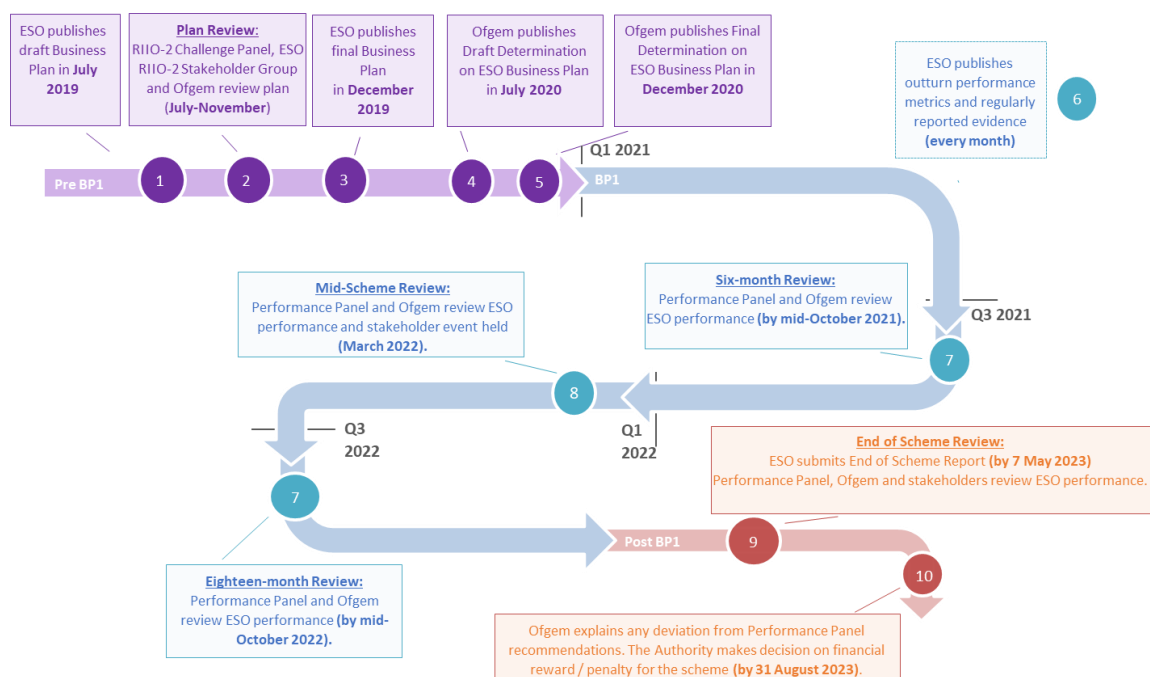 ESO publishes
draft Business
Plan in July
2019
Plan Review:
RIIO-2 Challenge Panel, ESO
RIIO-2 Stakeholder Group
and Ofgem review plan
(July-November)
ESO publishes
final Business
Plan
in December
2019
Ofgem publishes
Draft Determination
on ESO Business Plan
in July 2020
Ofgem publishes Final
Determination on
ESO Business Plan in
December 2020
ESO publishes
outturn performance
metrics and regularly
reported evidence
(every month)
6
Q1 2021
Pre BP1
1
2
3
4
5
BP1
Mid-Scheme Review:
Performance Panel and Ofgem review ESO
performance and stakeholder event held
(March 2022).
Six-month Review:
Performance Panel and Ofgem review
ESO performance (by mid-October 2021).
Q3 2021
7
8
Q3
2022
Q1
2022
End of Scheme Review:
ESO submits End of Scheme Report (by 7 May 2023)
Performance Panel, Ofgem and stakeholders review ESO performance.
7
Post BP1
9
10
Eighteen-month Review:
Performance Panel and Ofgem
review ESO performance (by mid-
October 2022).
Ofgem explains any deviation from Performance Panel
recommendations. The Authority makes decision on financial
reward / penalty for the scheme (by 31 August 2023).